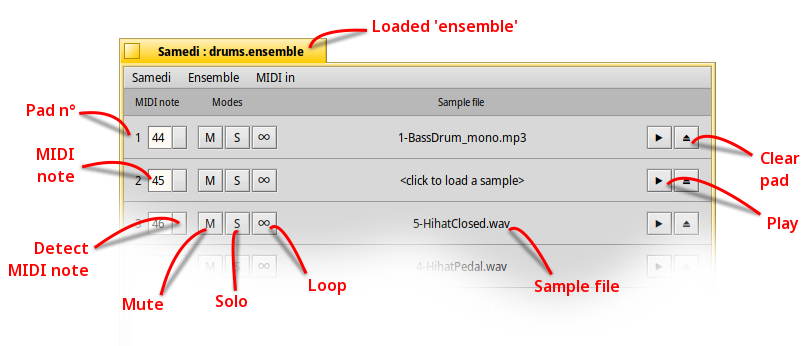 Loaded 'ensemble'
Samedi : drums.ensemble
Samedi Ensemble MIDI in
MIDI note Modes Sample file
Pad n°
1 44 M S ∞ 1-BassDrum_mono.mp3
MIDI
note
Clear
pad
2 45 M S ∞ <click to load a sample>
Play
3 46 M S ∞ 5-HihatClosed.wav
Detect
MIDI note
M S ∞ 4-HihatPedal.wav
Mute
Solo
Loop
Sample file